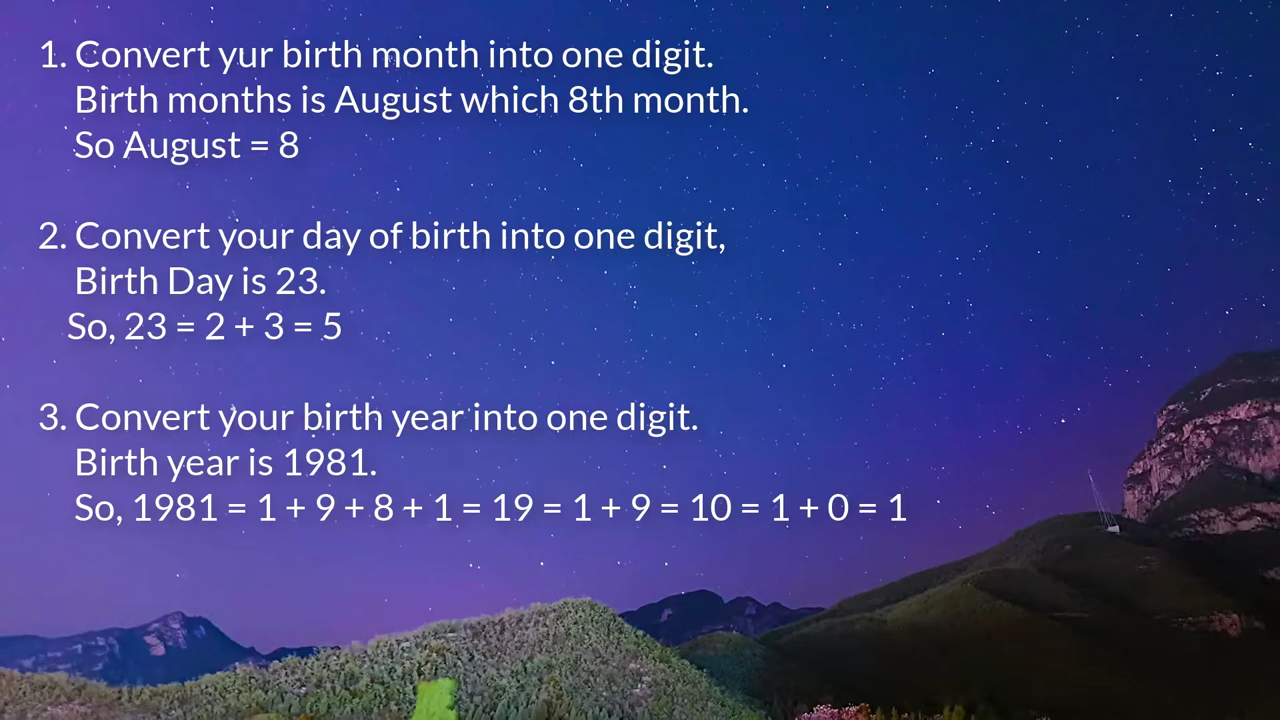 1. Convert yur birth month into one digit.
Birth months is August which 8th month.
So August = 8
2. Convert your day of birth into one digit,
Birth Day is 23.
So, 23 = 2 + 3 = 5
3. Convert your birth year into one digit.
Birth year is 1981.
So, 1981 = 1 + 9 + 8 + 1 = 19 = 1 + 9 = 10 = 1 + 0 = 1